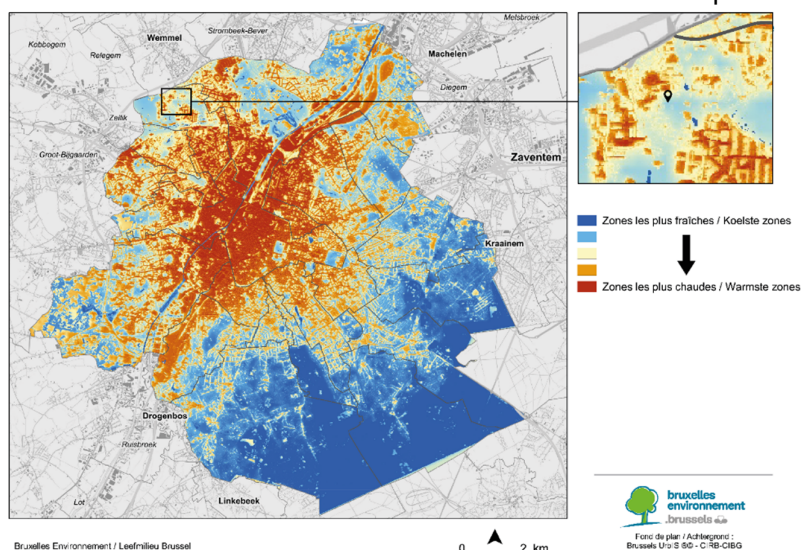 Melsbroek
Wemmel
Strombeek-Bever
Kobbegem
Relegem
Machelen
Diegem
Zellik
Groot-Bijgaarden
Zaventem
Kraainem
Zones les plus fraîches / Koelste zones
Zones les plus chaudes / Warmste zones
Drogenbos
Ruisbroek
Lot
Linkebeek
bruxelles
environnement
.brussels
Fond de plan / Achtergrond :
Brussels UrbIS ®© - CIRB-CIBG
Bruxelles Environnement / Leefmilieu Brussel
0 2 km